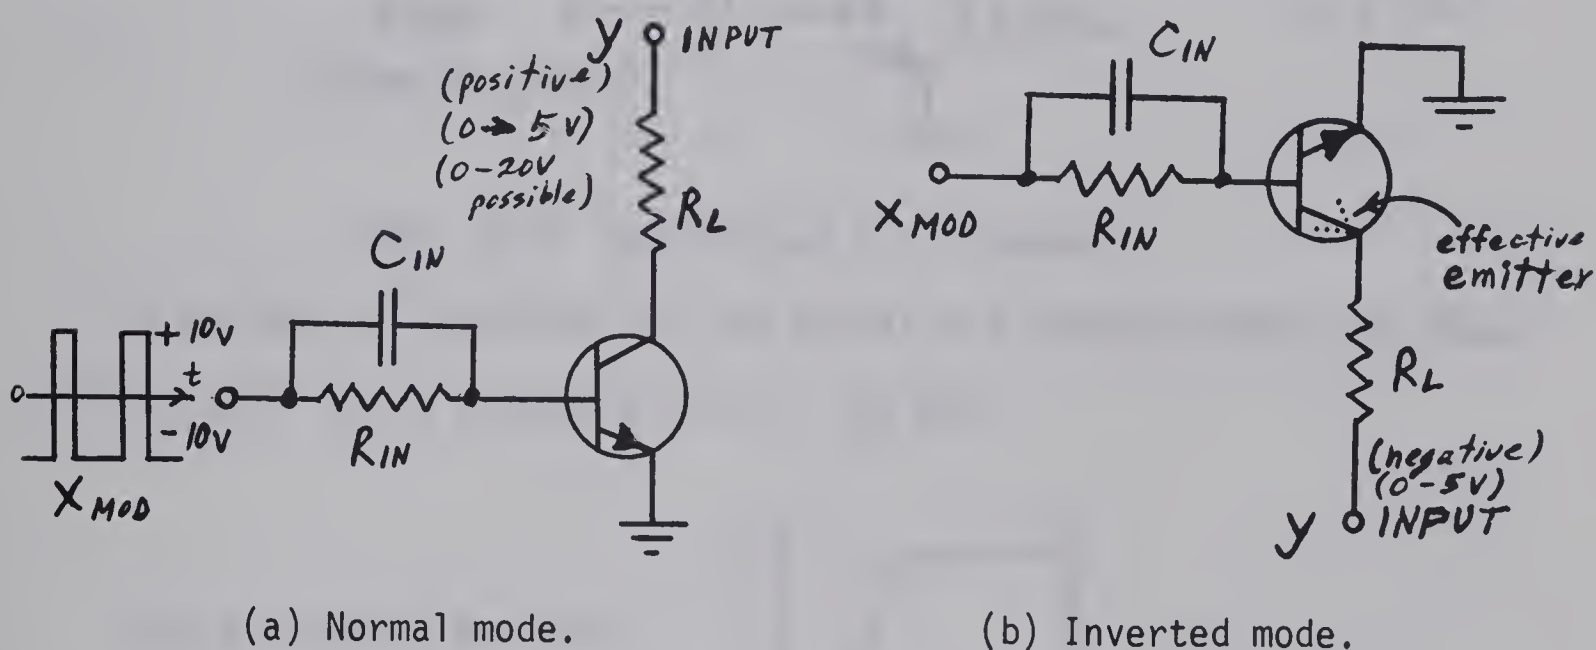 y INPUT
(positive)
(0→ 5 V)
(0-20V
possible)
RL
CIN
+10v
0
t
-10v
RIN
XMOD
CIN
XMOD
RIN
effective
emitter
RL
(negative)
(0-5V)
y INPUT
(a) Normal mode.
(b) Inverted mode.